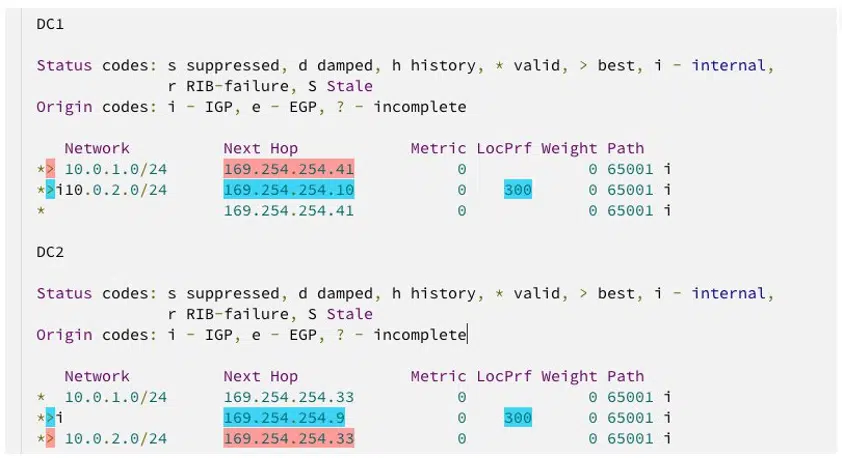 DC1
Status codes: s suppressed, d damped, h history, * valid, > best, i - internal,
r RIB-failure, S Stale
Origin codes: i - IGP, e - EGP, ? - incomplete
Network Next Hop Metric LocPrf Weight Path
*> 10.0.1.0/24 169.254.254.41 0 0 65001 i
*>i10.0.2.0/24 169.254.254.10 0 300 0 65001 i
* 169.254.254.41 0 0 65001 i
DC2
Status codes: s suppressed, d damped, h history, * valid, > best, i - internal,
r RIB-failure, S Stale
Origin codes: i - IGP, e - EGP, ? - incomplete
Network Next Hop Metric LocPrf Weight Path
* 10.0.1.0/24 169.254.254.33 0 0 65001 i
*>i 169.254.254.9 0 300 0 65001 i
*> 10.0.2.0/24 169.254.254.33 0 0 65001 i